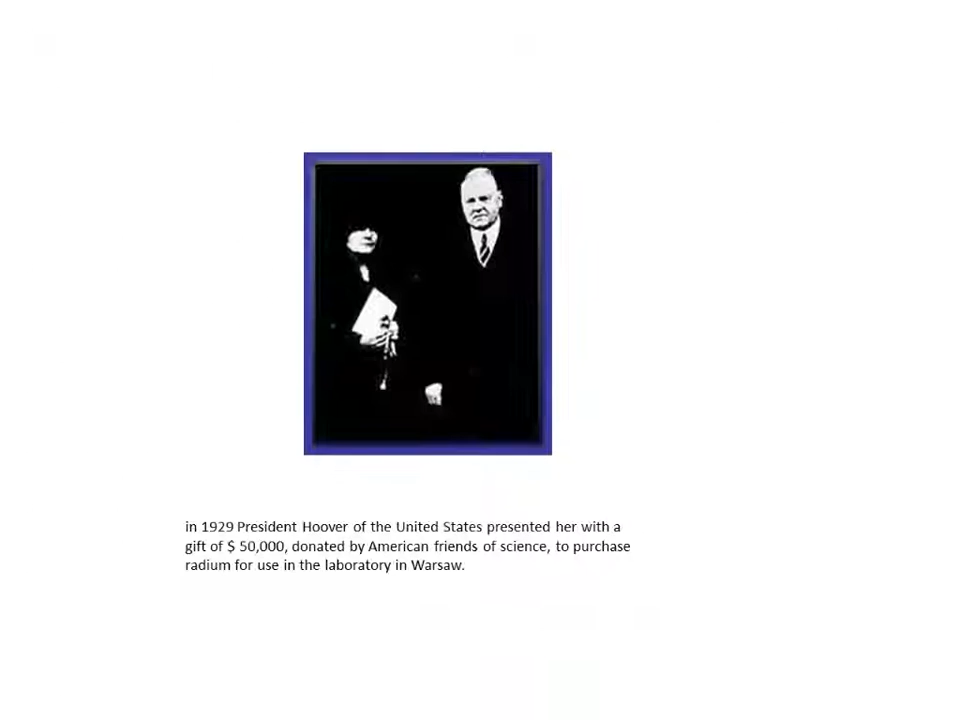 in 1929 President Hoover of the United States presented her with a
gift of $ 50,000, donated by American friends of science, to purchase
radium for use in the laboratory in Warsaw.